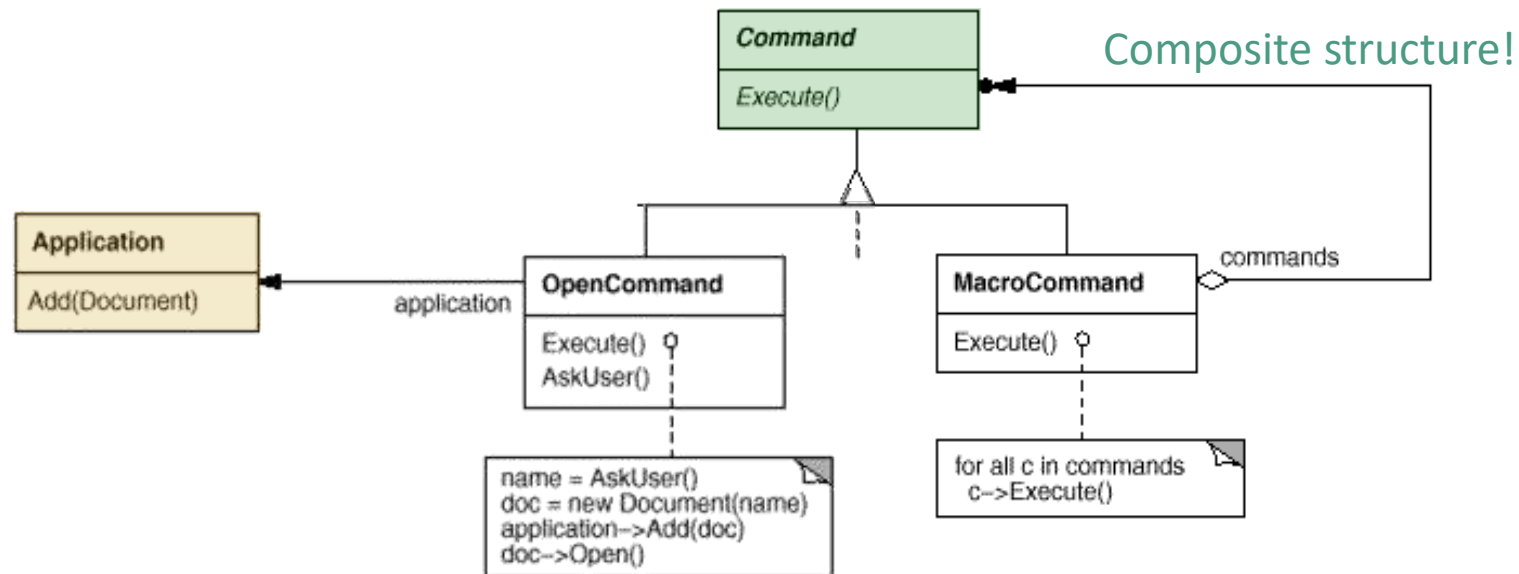 Command
Execute()
Composite structure!
Application
Add(Document)
application
OpenCommand
Execute()
AskUser()
MacroCommand
Execute()
commands
name = AskUser()
doc = new Document(name)
application->Add(doc)
doc->Open()
for all c in commands
c->Execute()